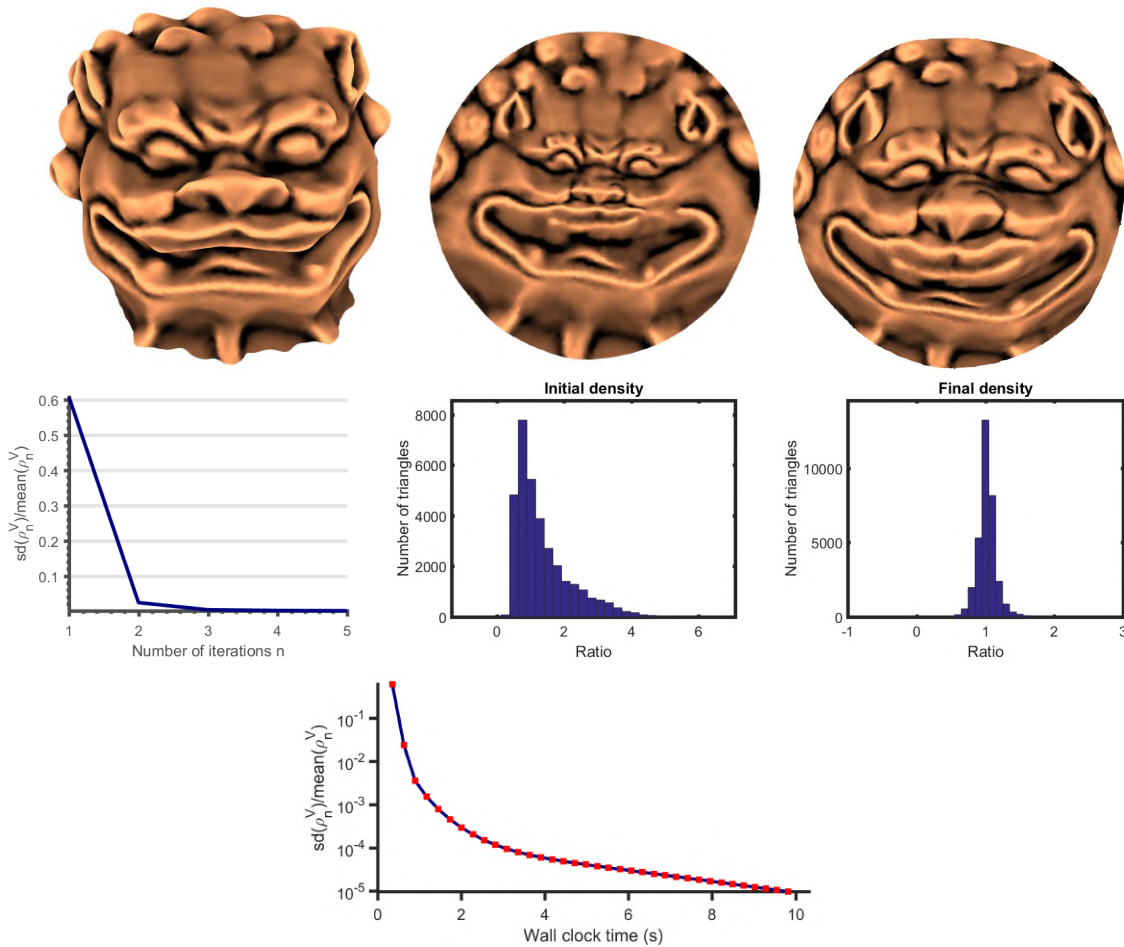 Initial density
Final density
sd(ρₙⱽ)/mean(ρₙⱽ)
0.6
0.5
0.4
0.3
0.2
0.1
1 2 3 4 5
Number of iterations n
Number of triangles
8000
6000
4000
2000
0
0 2 4 6
Ratio
Number of triangles
10000
5000
0
-1 0 1 2 3
Ratio
sd(ρₙⱽ)/mean(ρₙⱽ)
10⁻¹
10⁻²
10⁻³
10⁻⁴
10⁻⁵
0 2 4 6 8 10
Wall clock time (s)